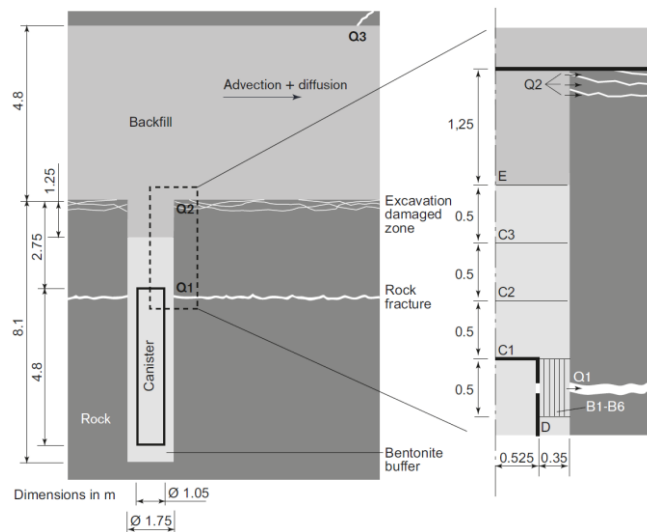 Q3
4.8
Advection + diffusion
Backfill
1.25
2.75
Q2
Excavation
damaged
zone
Q1
Rock
fracture
8.1
4.8
Canister
Rock
Bentonite
buffer
Dimensions in m
Ø 1.05
Ø 1.75
Q2
1,25
E
0.5
C3
0.5
C2
0.5
C1
0.5
Q1
B1-B6
D
0.525
0.35